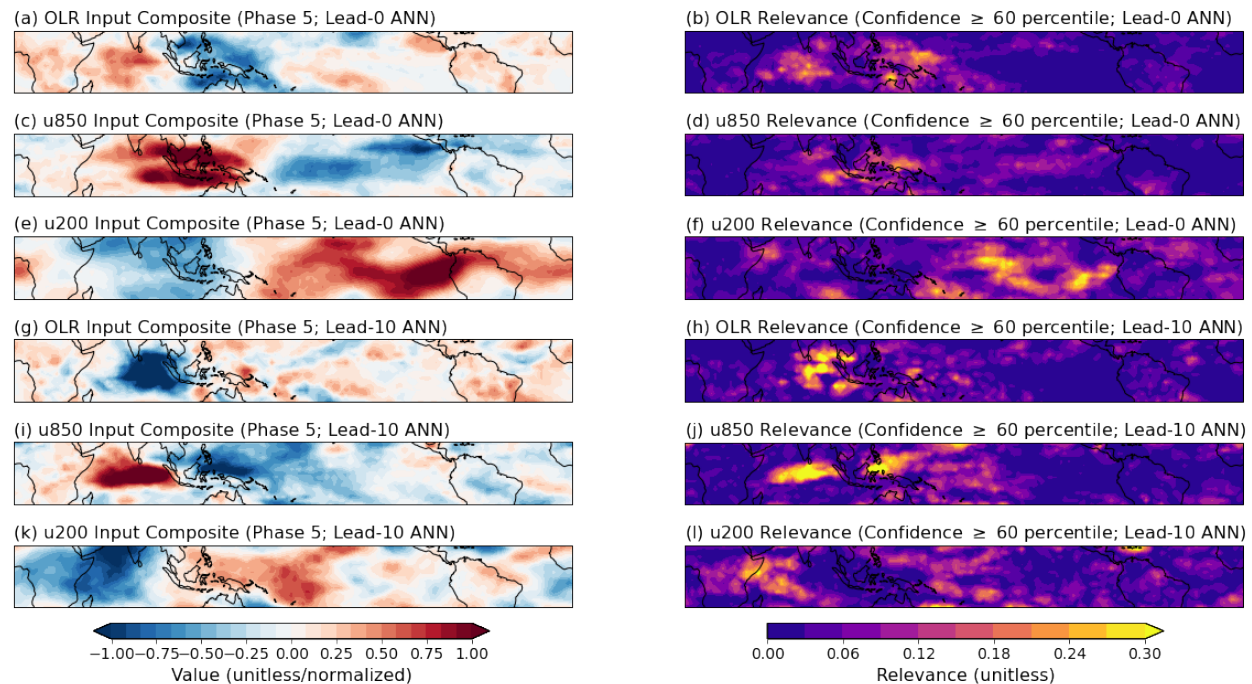 (a) OLR Input Composite (Phase 5; Lead-0 ANN)
(b) OLR Relevance (Confidence ≥ 60 percentile; Lead-0 ANN)
(c) u850 Input Composite (Phase 5; Lead-0 ANN)
(d) u850 Relevance (Confidence ≥ 60 percentile; Lead-0 ANN)
(e) u200 Input Composite (Phase 5; Lead-0 ANN)
(f) u200 Relevance (Confidence ≥ 60 percentile; Lead-0 ANN)
(g) OLR Input Composite (Phase 5; Lead-10 ANN)
(h) OLR Relevance (Confidence ≥ 60 percentile; Lead-10 ANN)
(i) u850 Input Composite (Phase 5; Lead-10 ANN)
(j) u850 Relevance (Confidence ≥ 60 percentile; Lead-10 ANN)
(k) u200 Input Composite (Phase 5; Lead-10 ANN)
(l) u200 Relevance (Confidence ≥ 60 percentile; Lead-10 ANN)
−1.00 −0.75 −0.50 −0.25 0.00 0.25 0.50 0.75 1.00
Value (unitless/normalized)
0.00 0.06 0.12 0.18 0.24 0.30
Relevance (unitless)